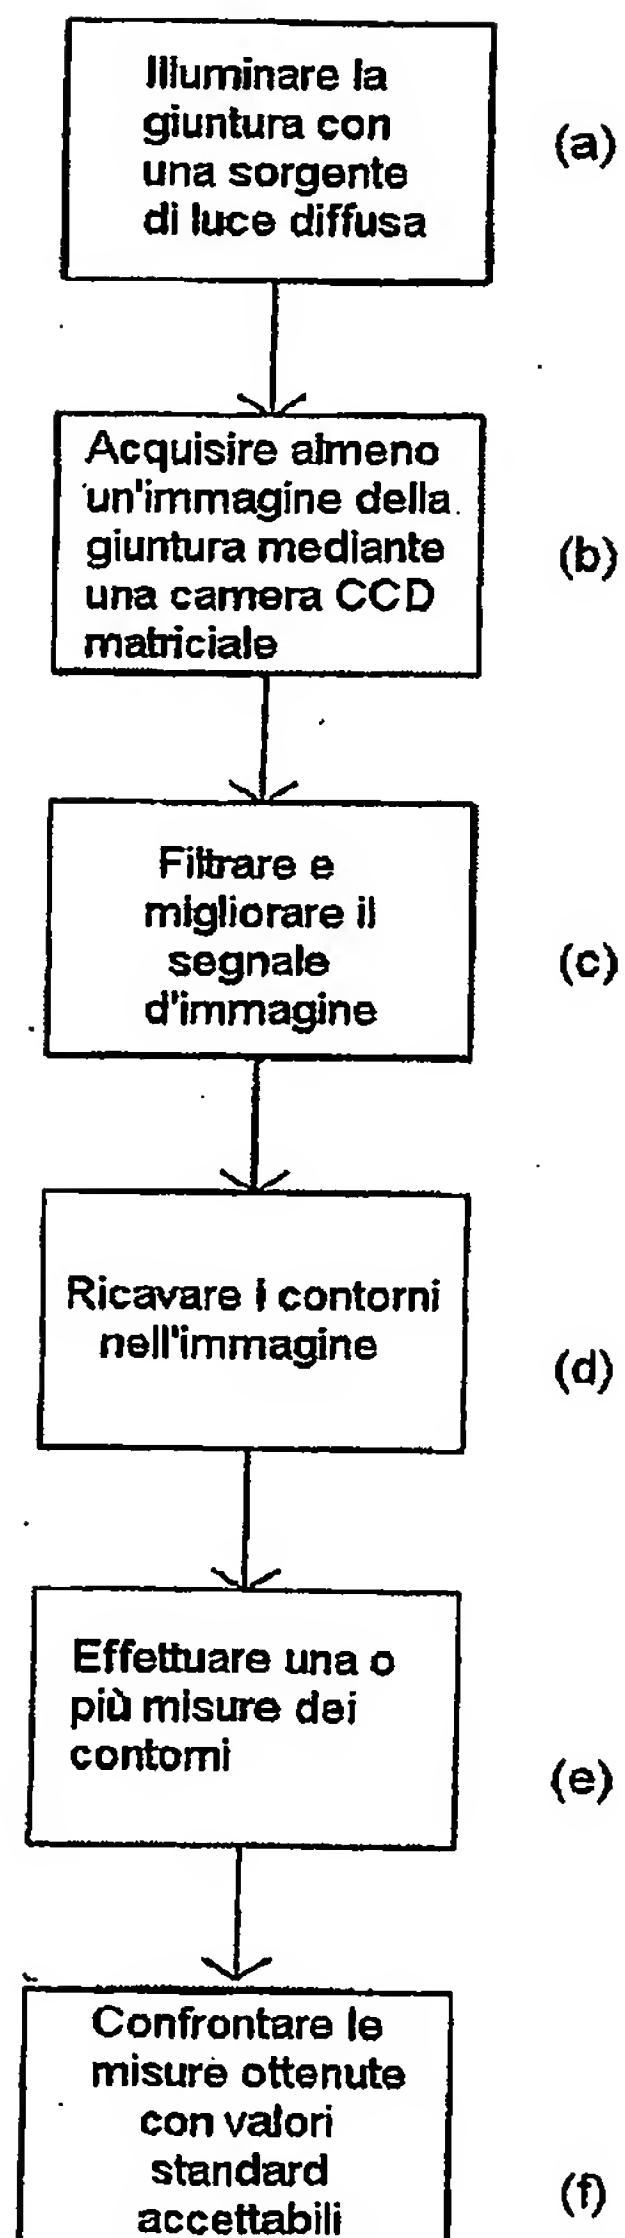 Illuminare la
giuntura con
una sorgente
di luce diffusa
(a)
Acquisire almeno
un'immagine della
giuntura mediante
una camera CCD
matriciale
(b)
Filtrare e
migliorare il
segnale
d'immagine
(c)
Ricavare i contorni
nell'immagine
(d)
Effettuare una o
più misure dei
contorni
(e)
Confrontare le
misure ottenute
con valori
standard
accettabili
(f)